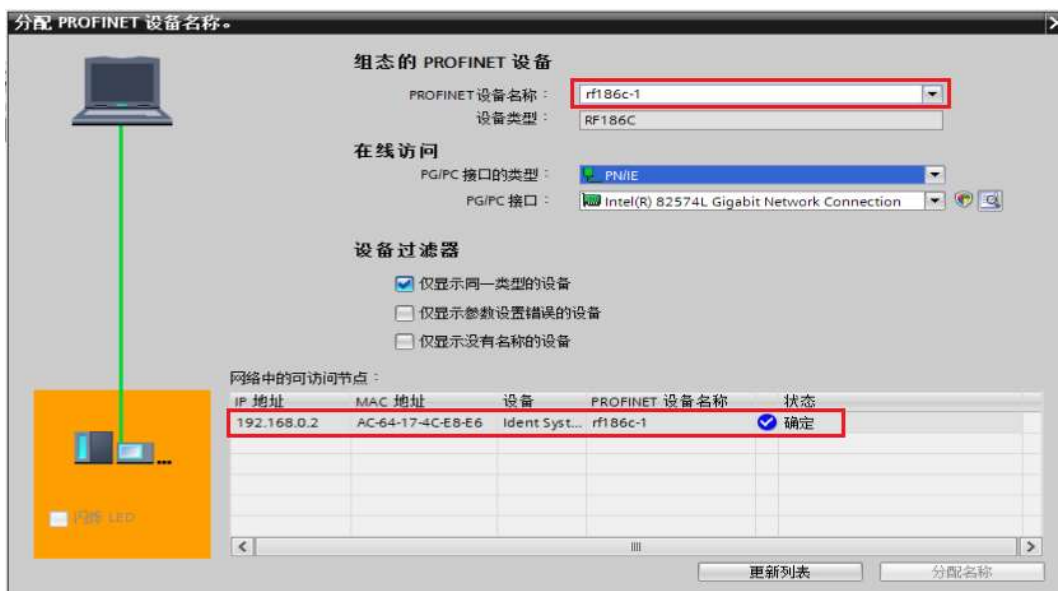 分配 PROFINET 设备名称。
组态的 PROFINET 设备
PROFINET设备名称： rf186c-1
设备类型： RF186C
在线访问
PG/PC 接口的类型： PN/IE
PG/PC 接口： Intel(R) 82574L Gigabit Network Connection
设备过滤器
仅显示同一类型的设备
仅显示参数设置错误的设备
仅显示没有名称的设备
网络中的可访问节点：
IP 地址 MAC 地址 设备 PROFINET 设备名称 状态
192.168.0.2 AC-64-17-4C-E8-E6 Ident Syst... rf186c-1 确定
闪烁 LED
更新列表 分配名称